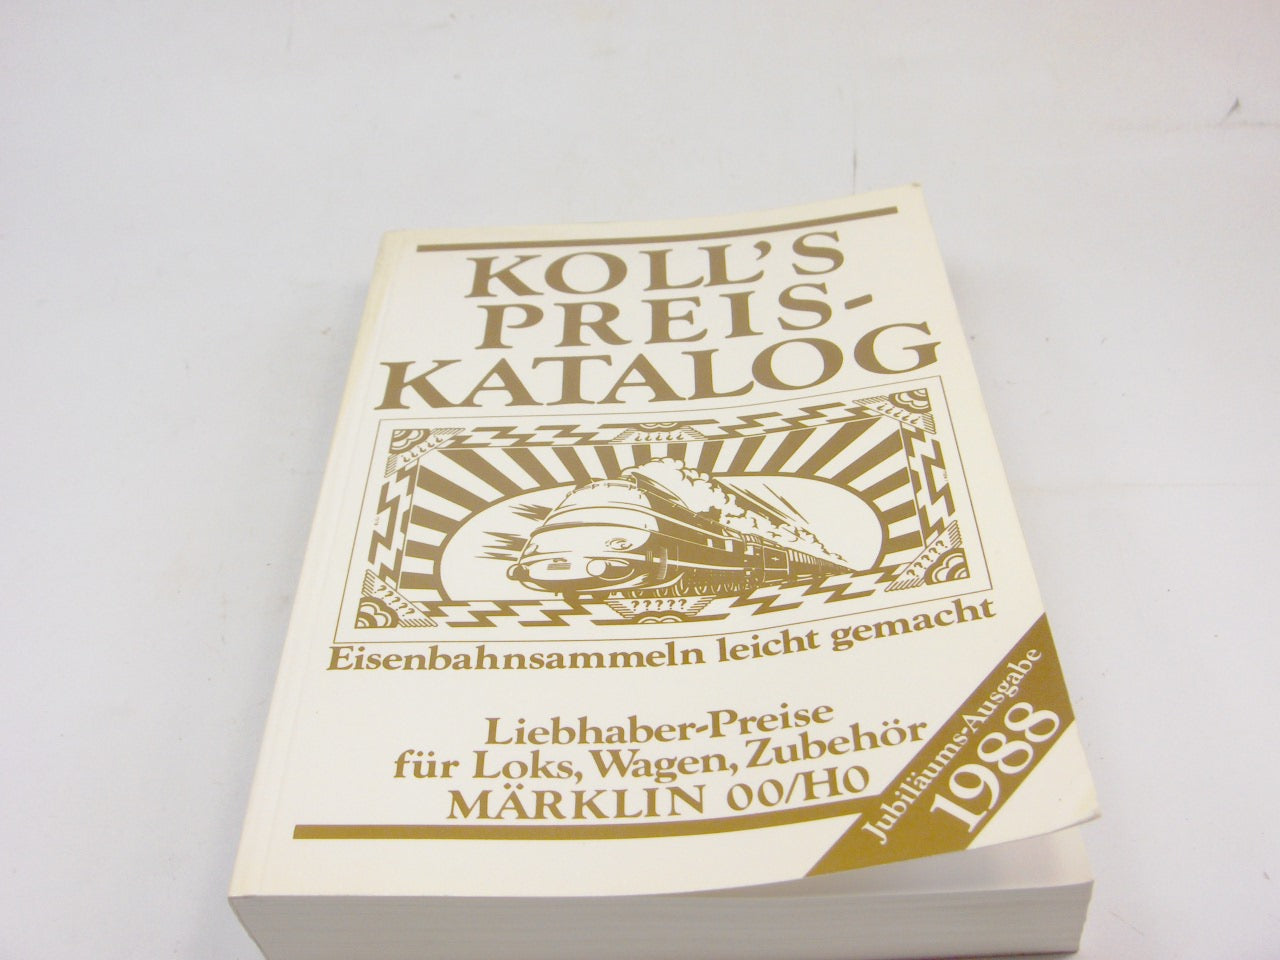 KOLL'S
PREIS-
KATALOG
?????
?????
?????
?????
?????
?????
Eisenbahnsammeln leicht gemacht
Liebhaber-Preise
für Loks, Wagen, Zubehör
MÄRKLIN 00/H0
Jubiläums-Ausgabe
1988